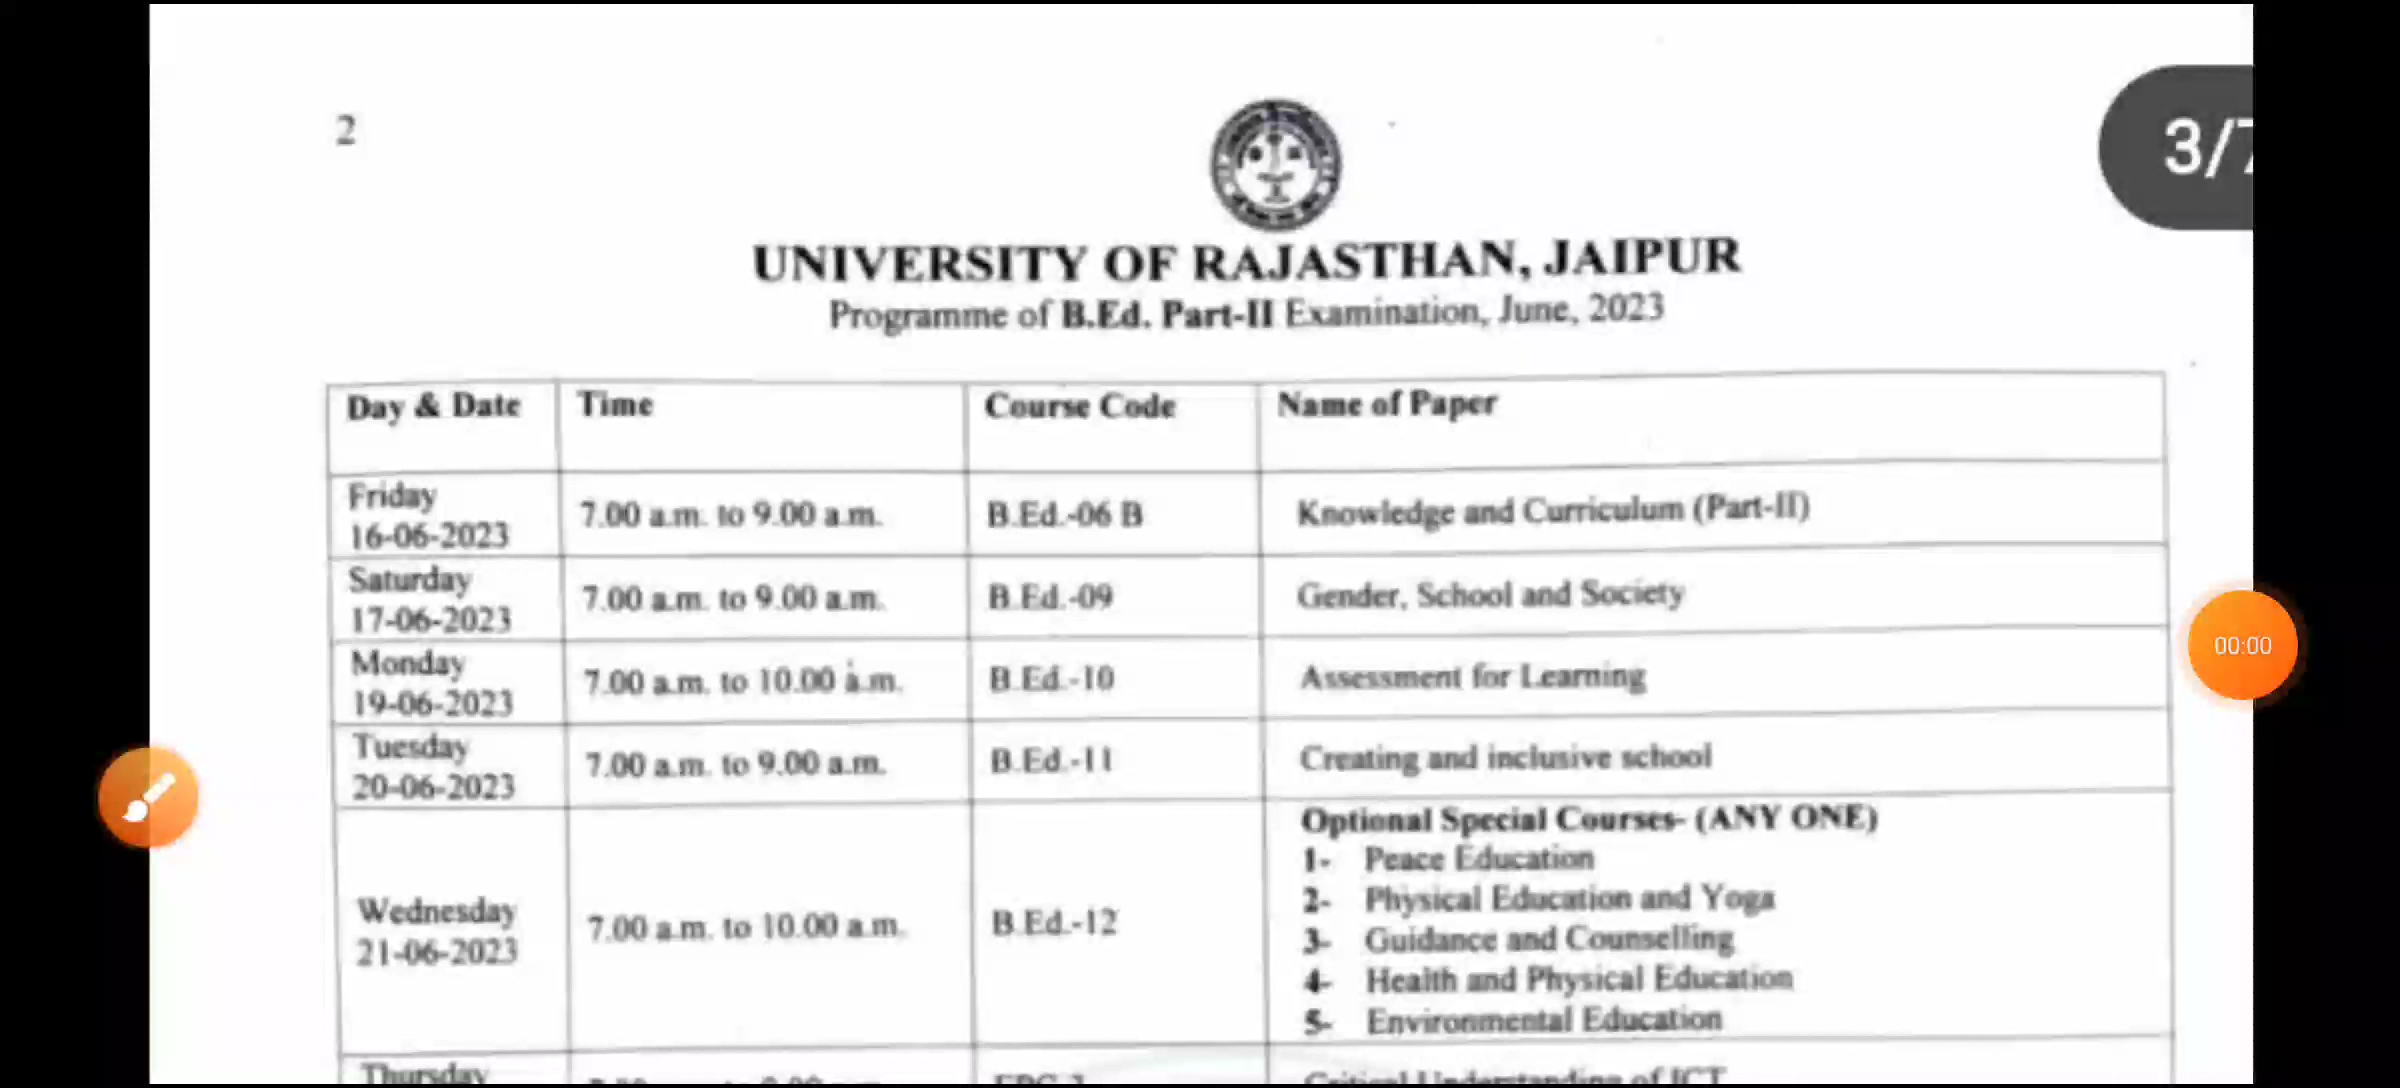 2
3/7
UNIVERSITY OF RAJASTHAN, JAIPUR
Programme of B.Ed. Part-II Examination, June, 2023
Day & Date Time Course Code Name of Paper
Friday
16-06-2023 7.00 a.m. to 9.00 a.m. B.Ed.-06 B Knowledge and Curriculum (Part-II)
Saturday
17-06-2023 7.00 a.m. to 9.00 a.m. B.Ed.-09 Gender, School and Society
Monday
19-06-2023 7.00 a.m. to 10.00 a.m. B.Ed.-10 Assessment for Learning
Tuesday
20-06-2023 7.00 a.m. to 9.00 a.m. B.Ed.-11 Creating and inclusive school
Wednesday
21-06-2023 7.00 a.m. to 10.00 a.m. B.Ed.-12
Optional Special Courses- (ANY ONE)
1- Peace Education
2- Physical Education and Yoga
3- Guidance and Counselling
4- Health and Physical Education
5- Environmental Education
Thursday Critical Understanding of ICT
00:00